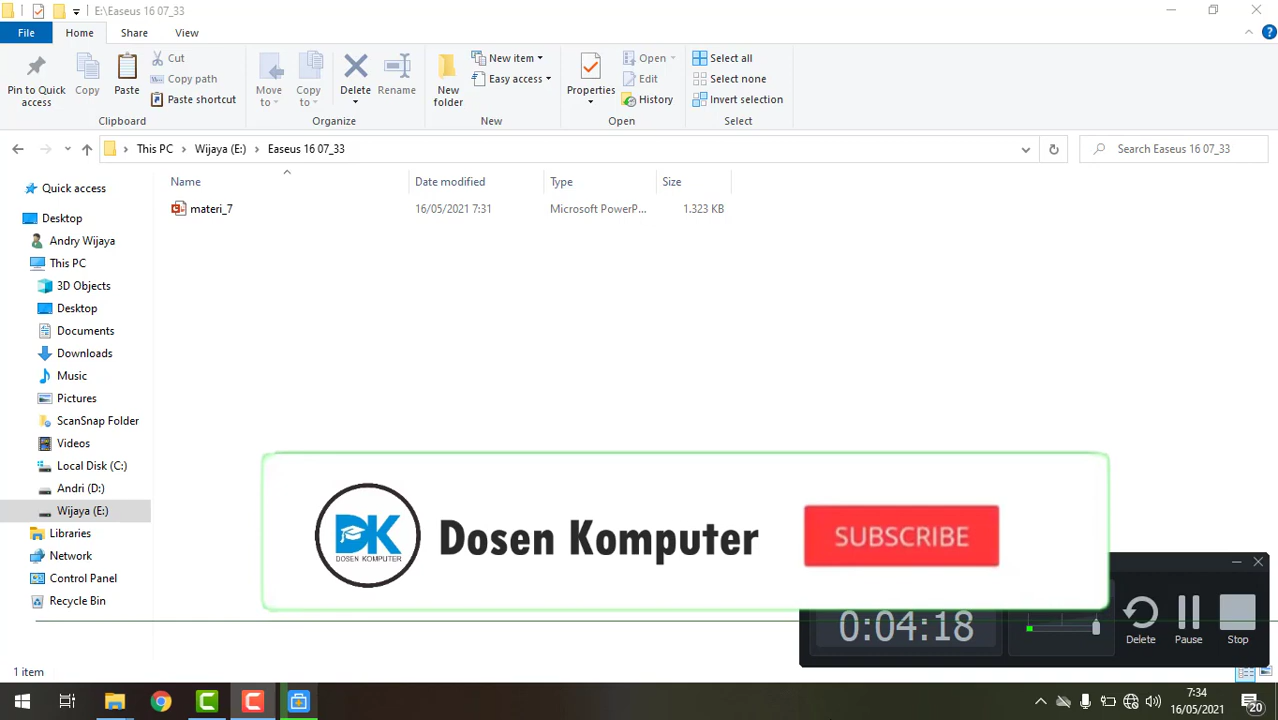 E:\Easeus 16 07_33
File Home Share View
Pin to Quick access
Copy
Paste
Cut
Copy path
Paste shortcut
Clipboard
Move to
Copy to
Delete
Rename
Organize
New folder
New item
Easy access
New
Properties
Open
Edit
History
Open
Select all
Select none
Invert selection
Select
This PC Wijaya (E:) Easeus 16 07_33
Search Easeus 16 07_33
Name Date modified Type Size
materi_7 16/05/2021 7:31 Microsoft PowerP... 1.323 KB
Quick access
Desktop
Andry Wijaya
This PC
3D Objects
Desktop
Documents
Downloads
Music
Pictures
ScanSnap Folder
Videos
Local Disk (C:)
Andri (D:)
Wijaya (E:)
Libraries
Network
Control Panel
Recycle Bin
DK
DOSEN KOMPUTER
Dosen Komputer
SUBSCRIBE
0:04:18
Delete
Pause
Stop
1 item
7:34
16/05/2021
20